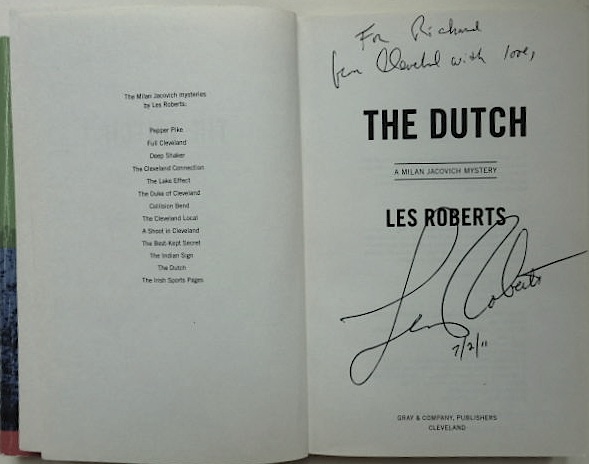 The Milan Jacovich mysteries
by Les Roberts:
Pepper Pike
Full Cleveland
Deep Shaker
The Cleveland Connection
The Lake Effect
The Duke of Cleveland
Collision Bend
The Cleveland Local
A Shoot in Cleveland
The Best-Kept Secret
The Indian Sign
The Dutch
The Irish Sports Pages
For Richard
from Cleveland with love,
THE DUTCH
A MILAN JACOVICH MYSTERY
LES ROBERTS
Les Roberts
7/2/11
GRAY & COMPANY, PUBLISHERS
CLEVELAND